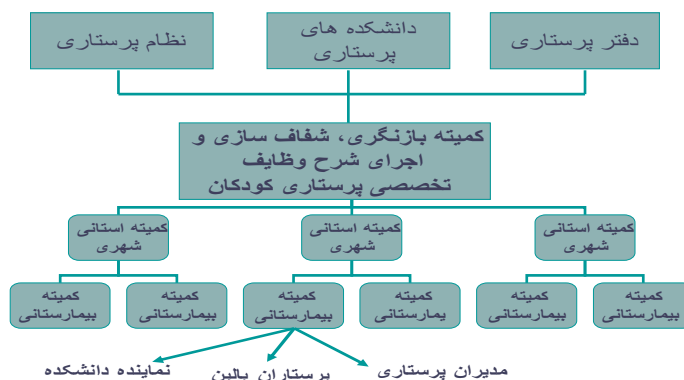 دفتر پرستاری
دانشکده های
پرستاری
نظام پرستاری
کمیته بازنگری، شفاف سازی و
اجرای شرح وظایف
تخصصی پرستاری کودکان
کمیته استانی
شهری
کمیته استانی
شهری
کمیته استانی
شهری
کمیته
بیمارستانی
کمیته
بیمارستانی
کمیته
یمارستانی
کمیته
بیمارستانی
کمیته
بیمارستانی
کمیته
بیمارستانی
مدیران پرستاری
پرستاران بالین
نماینده دانشکده